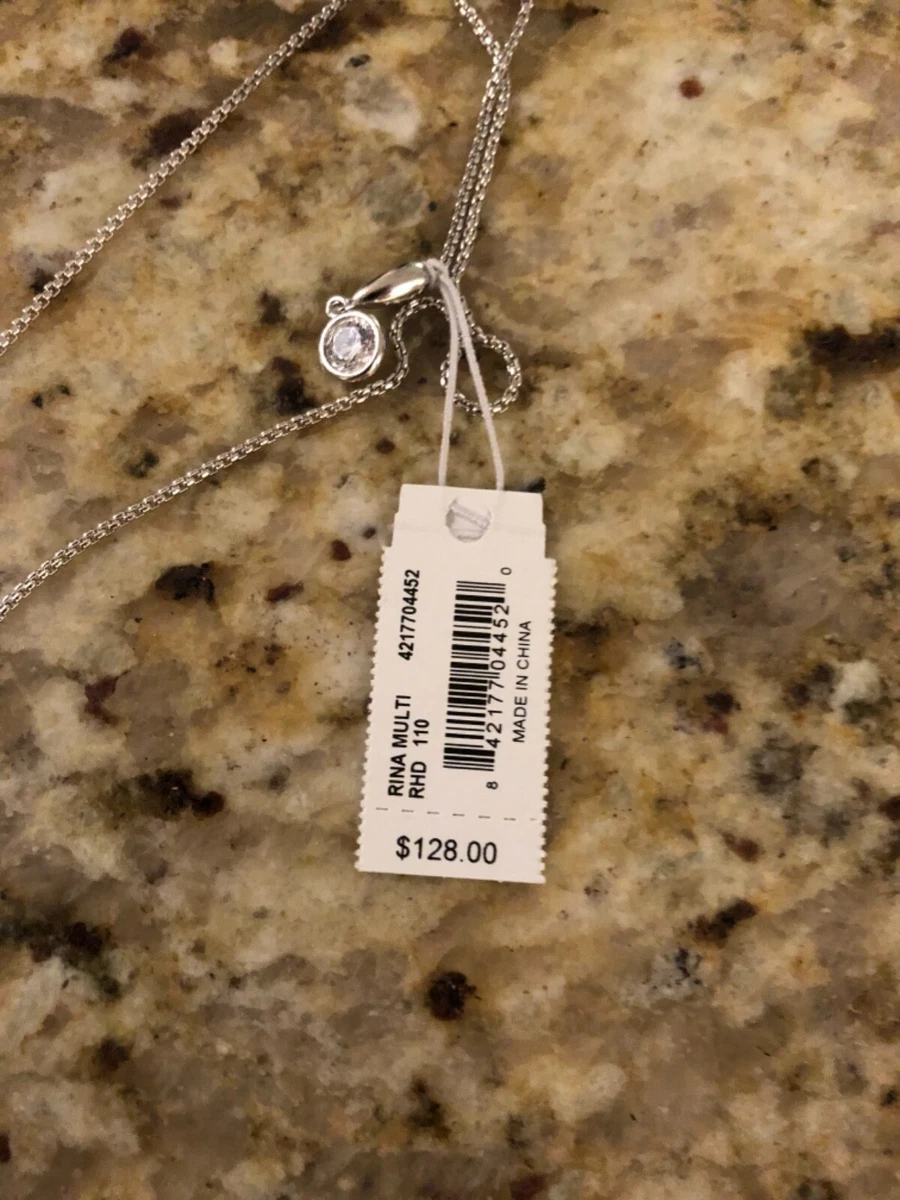 RINA MULTI 4217704452
RHD 110
8 42177 04452 0
MADE IN CHINA
$128.00